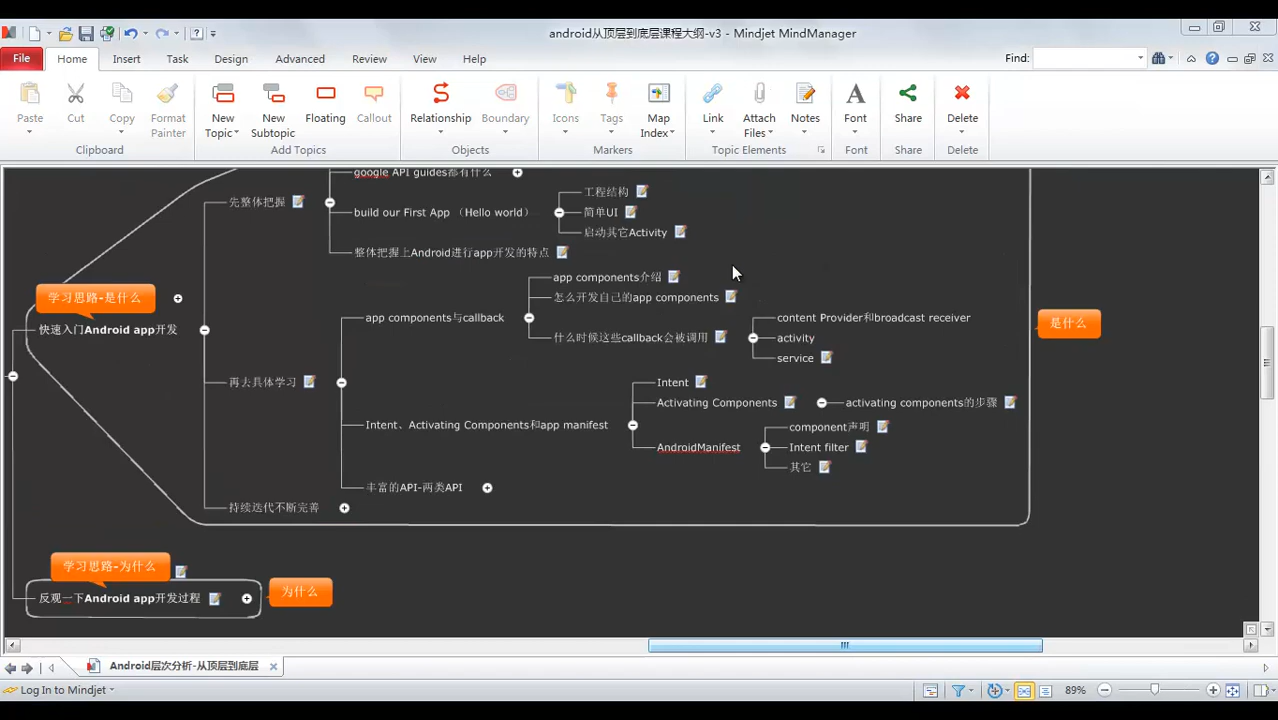 android从顶层到底层课程大纲-v3 - Mindjet MindManager
File Home Insert Task Design Advanced Review View Help Find:
Paste Cut Copy Format Painter New Topic New Subtopic Floating Callout Relationship Boundary Icons Tags Map Index Link Attach Files Notes Font Share Delete
Clipboard Add Topics Objects Markers Topic Elements Font Share Delete
google API guides都有什么
工程结构
先整体把握
build our First App （Hello world）
简单UI
启动其它Activity
整体把握上Android进行app开发的特点
app components介绍
学习思路-是什么
怎么开发自己的app components
app components与callback
content Provider和broadcast receiver
是什么
快速入门Android app开发
什么时候这些callback会被调用
activity
service
再去具体学习
Intent
Activating Components
activating components的步骤
Intent、Activating Components和app manifest
component声明
AndroidManifest
Intent filter
其它
丰富的API-两类API
持续迭代不断完善
学习思路-为什么
反观一下Android app开发过程
为什么
Android层次分析-从顶层到底层
Log In to Mindjet
89%